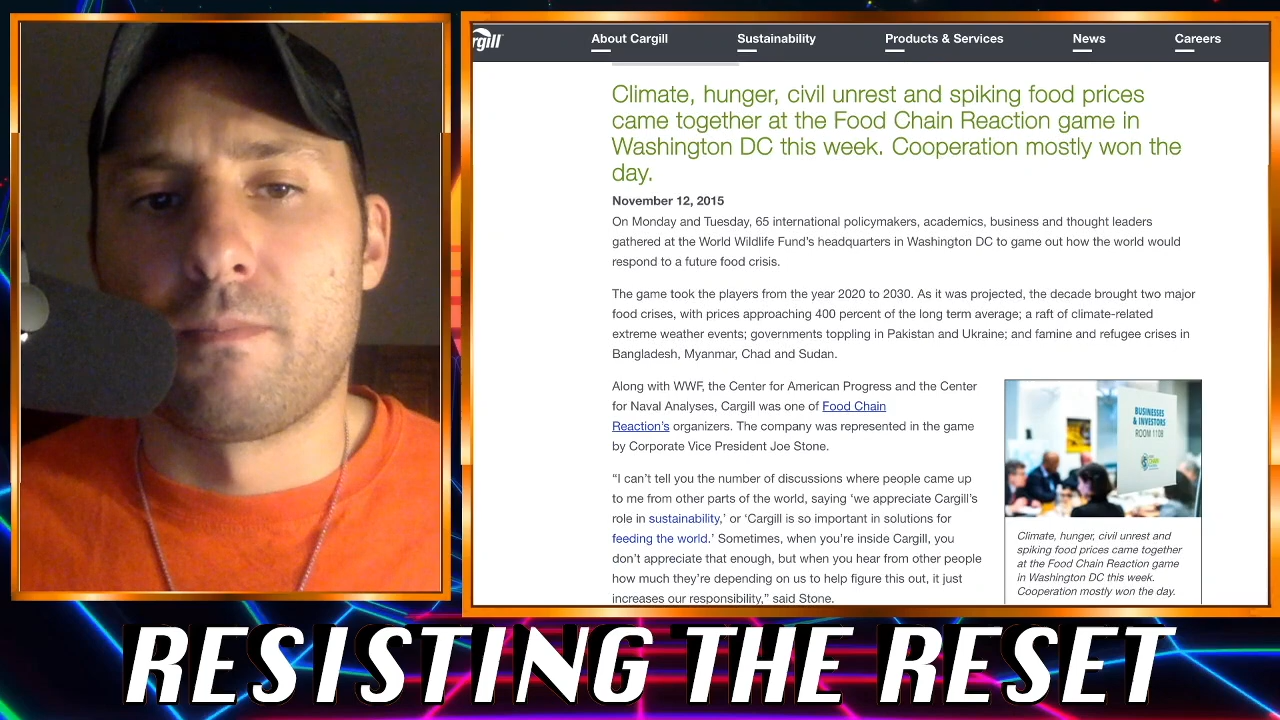 rgill
About Cargill
Sustainability
Products & Services
News
Careers
Climate, hunger, civil unrest and spiking food prices
came together at the Food Chain Reaction game in
Washington DC this week. Cooperation mostly won the
day.
November 12, 2015
On Monday and Tuesday, 65 international policymakers, academics, business and thought leaders
gathered at the World Wildlife Fund's headquarters in Washington DC to game out how the world would
respond to a future food crisis.
The game took the players from the year 2020 to 2030. As it was projected, the decade brought two major
food crises, with prices approaching 400 percent of the long term average; a raft of climate-related
extreme weather events; governments toppling in Pakistan and Ukraine; and famine and refugee crises in
Bangladesh, Myanmar, Chad and Sudan.
Along with WWF, the Center for American Progress and the Center
for Naval Analyses, Cargill was one of Food Chain
Reaction's organizers. The company was represented in the game
by Corporate Vice President Joe Stone.
“I can't tell you the number of discussions where people came up
to me from other parts of the world, saying ‘we appreciate Cargill's
role in sustainability,’ or ‘Cargill is so important in solutions for
feeding the world.’ Sometimes, when you're inside Cargill, you
don't appreciate that enough, but when you hear from other people
how much they're depending on us to help figure this out, it just
increases our responsibility,” said Stone.
BUSINESSES
& INVESTORS
ROOM 1108
Climate, hunger, civil unrest and
spiking food prices came together
at the Food Chain Reaction game
in Washington DC this week.
Cooperation mostly won the day.
RESISTING THE RESET